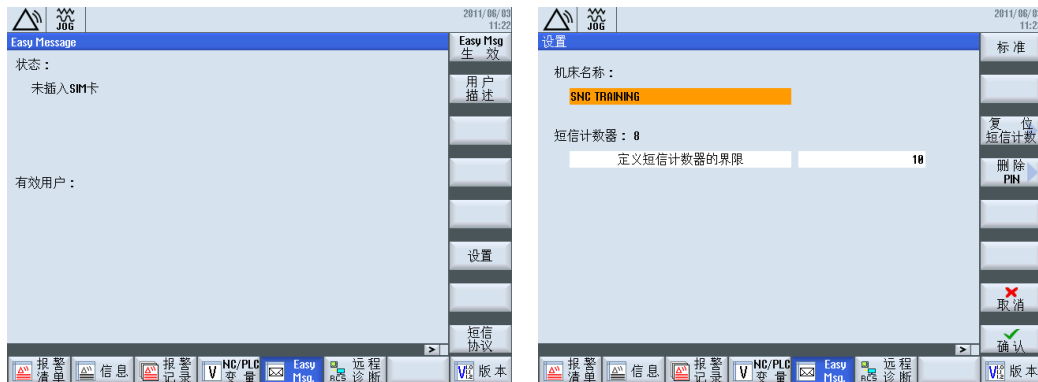 2011/06/03
11:22
JOG
Easy Message
状态：
未插入SIM卡
有效用户：
Easy Msg
生 效
用 户
描 述
设置
短信
协议
报 警
清 单
信 息
报 警
记 录
NC/PLC
变 量
Easy
Msg.
远 程
RCS 诊 断
版 本
2011/06/0
11:2
JOG
设置
机床名称：
SNC TRAINING
短信计数器：8
定义短信计数器的界限 10
标 准
复 位
短信计数
删 除
PIN
取 消
确 认
报 警
清 单
信 息
报 警
记 录
NC/PLC
变 量
Easy
Msg.
远 程
RCS 诊 断
版 本